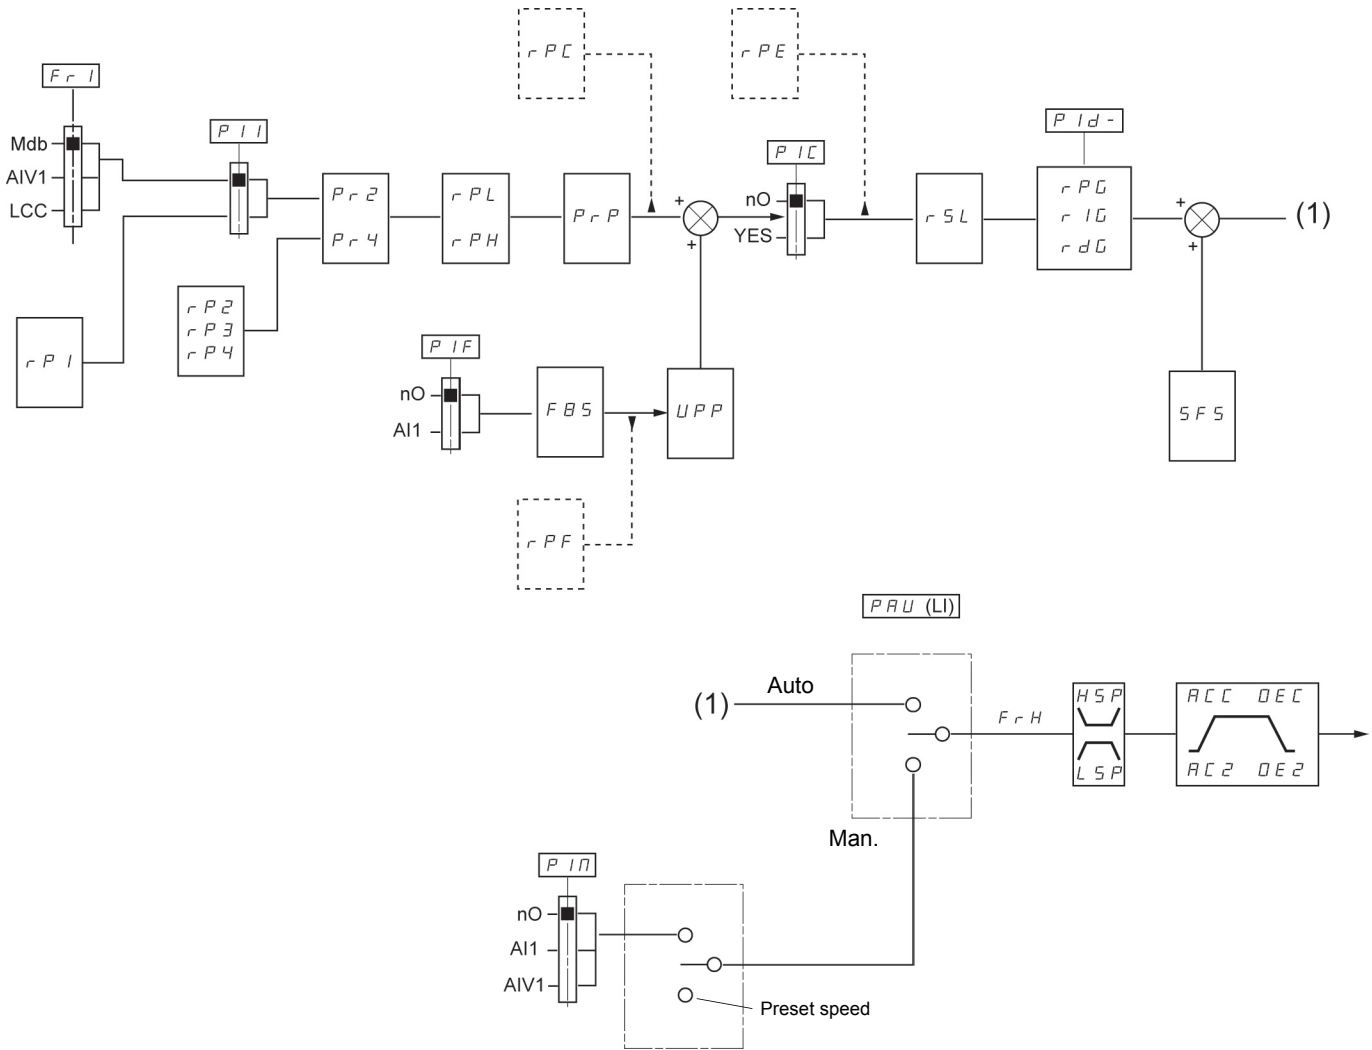 rPC
rPE
Fr1
PII
PId-
PIC
Mdb
AIV1
LCC
Pr2
Pr4
rPL
rPH
PrP
+
+
nO
YES
rSL
rPG
rIG
rdG
+
+
(1)
rP1
rP2
rP3
rP4
PIF
nO
AI1
FBS
UPP
SFS
rPF
PAU (LI)
(1)
Auto
FrH
HSP
LSP
ACC DEC
AC2 DE2
Man.
PIM
nO
AI1
AIV1
Preset speed